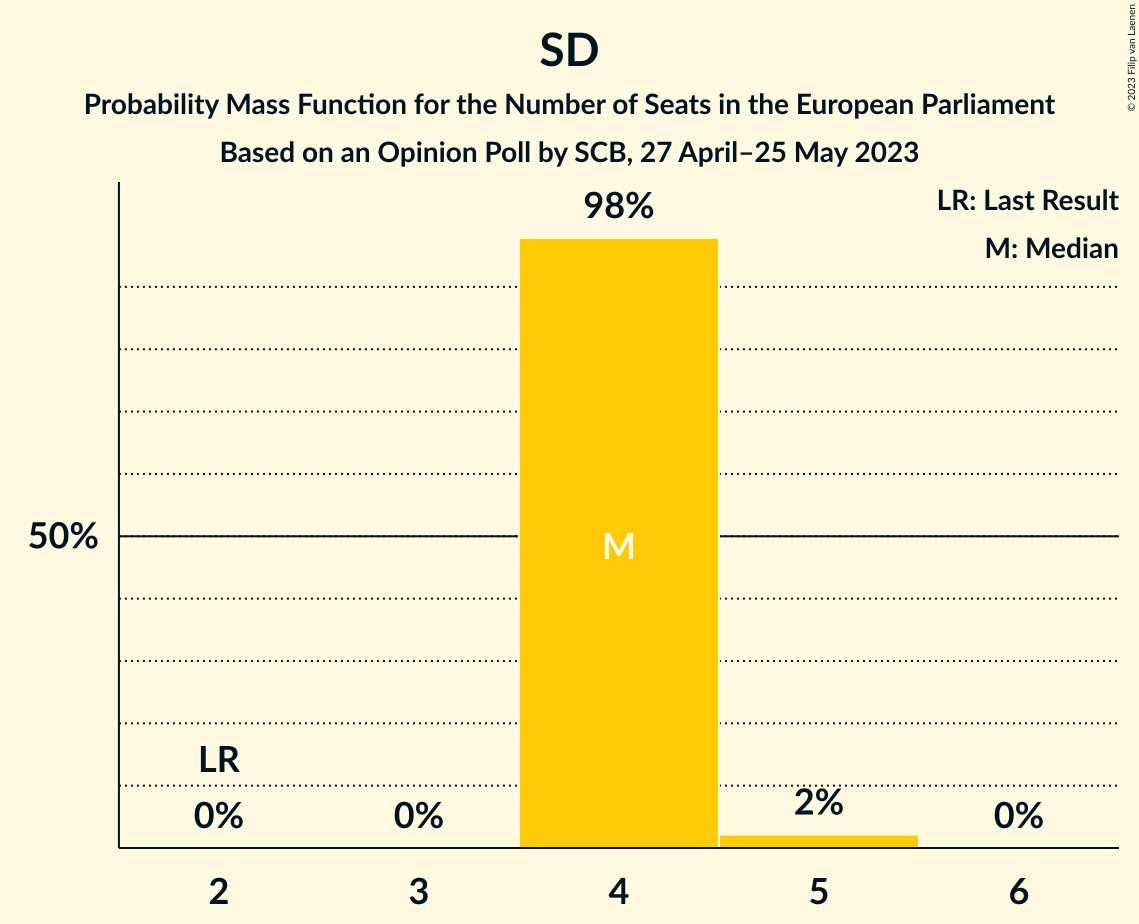 SD
Probability Mass Function for the Number of Seats in the European Parliament
Based on an Opinion Poll by SCB, 27 April–25 May 2023
© 2023 Filip van Laenen
LR: Last Result
M: Median
98%
50%
M
LR
0%
0%
2%
0%
2
3
4
5
6